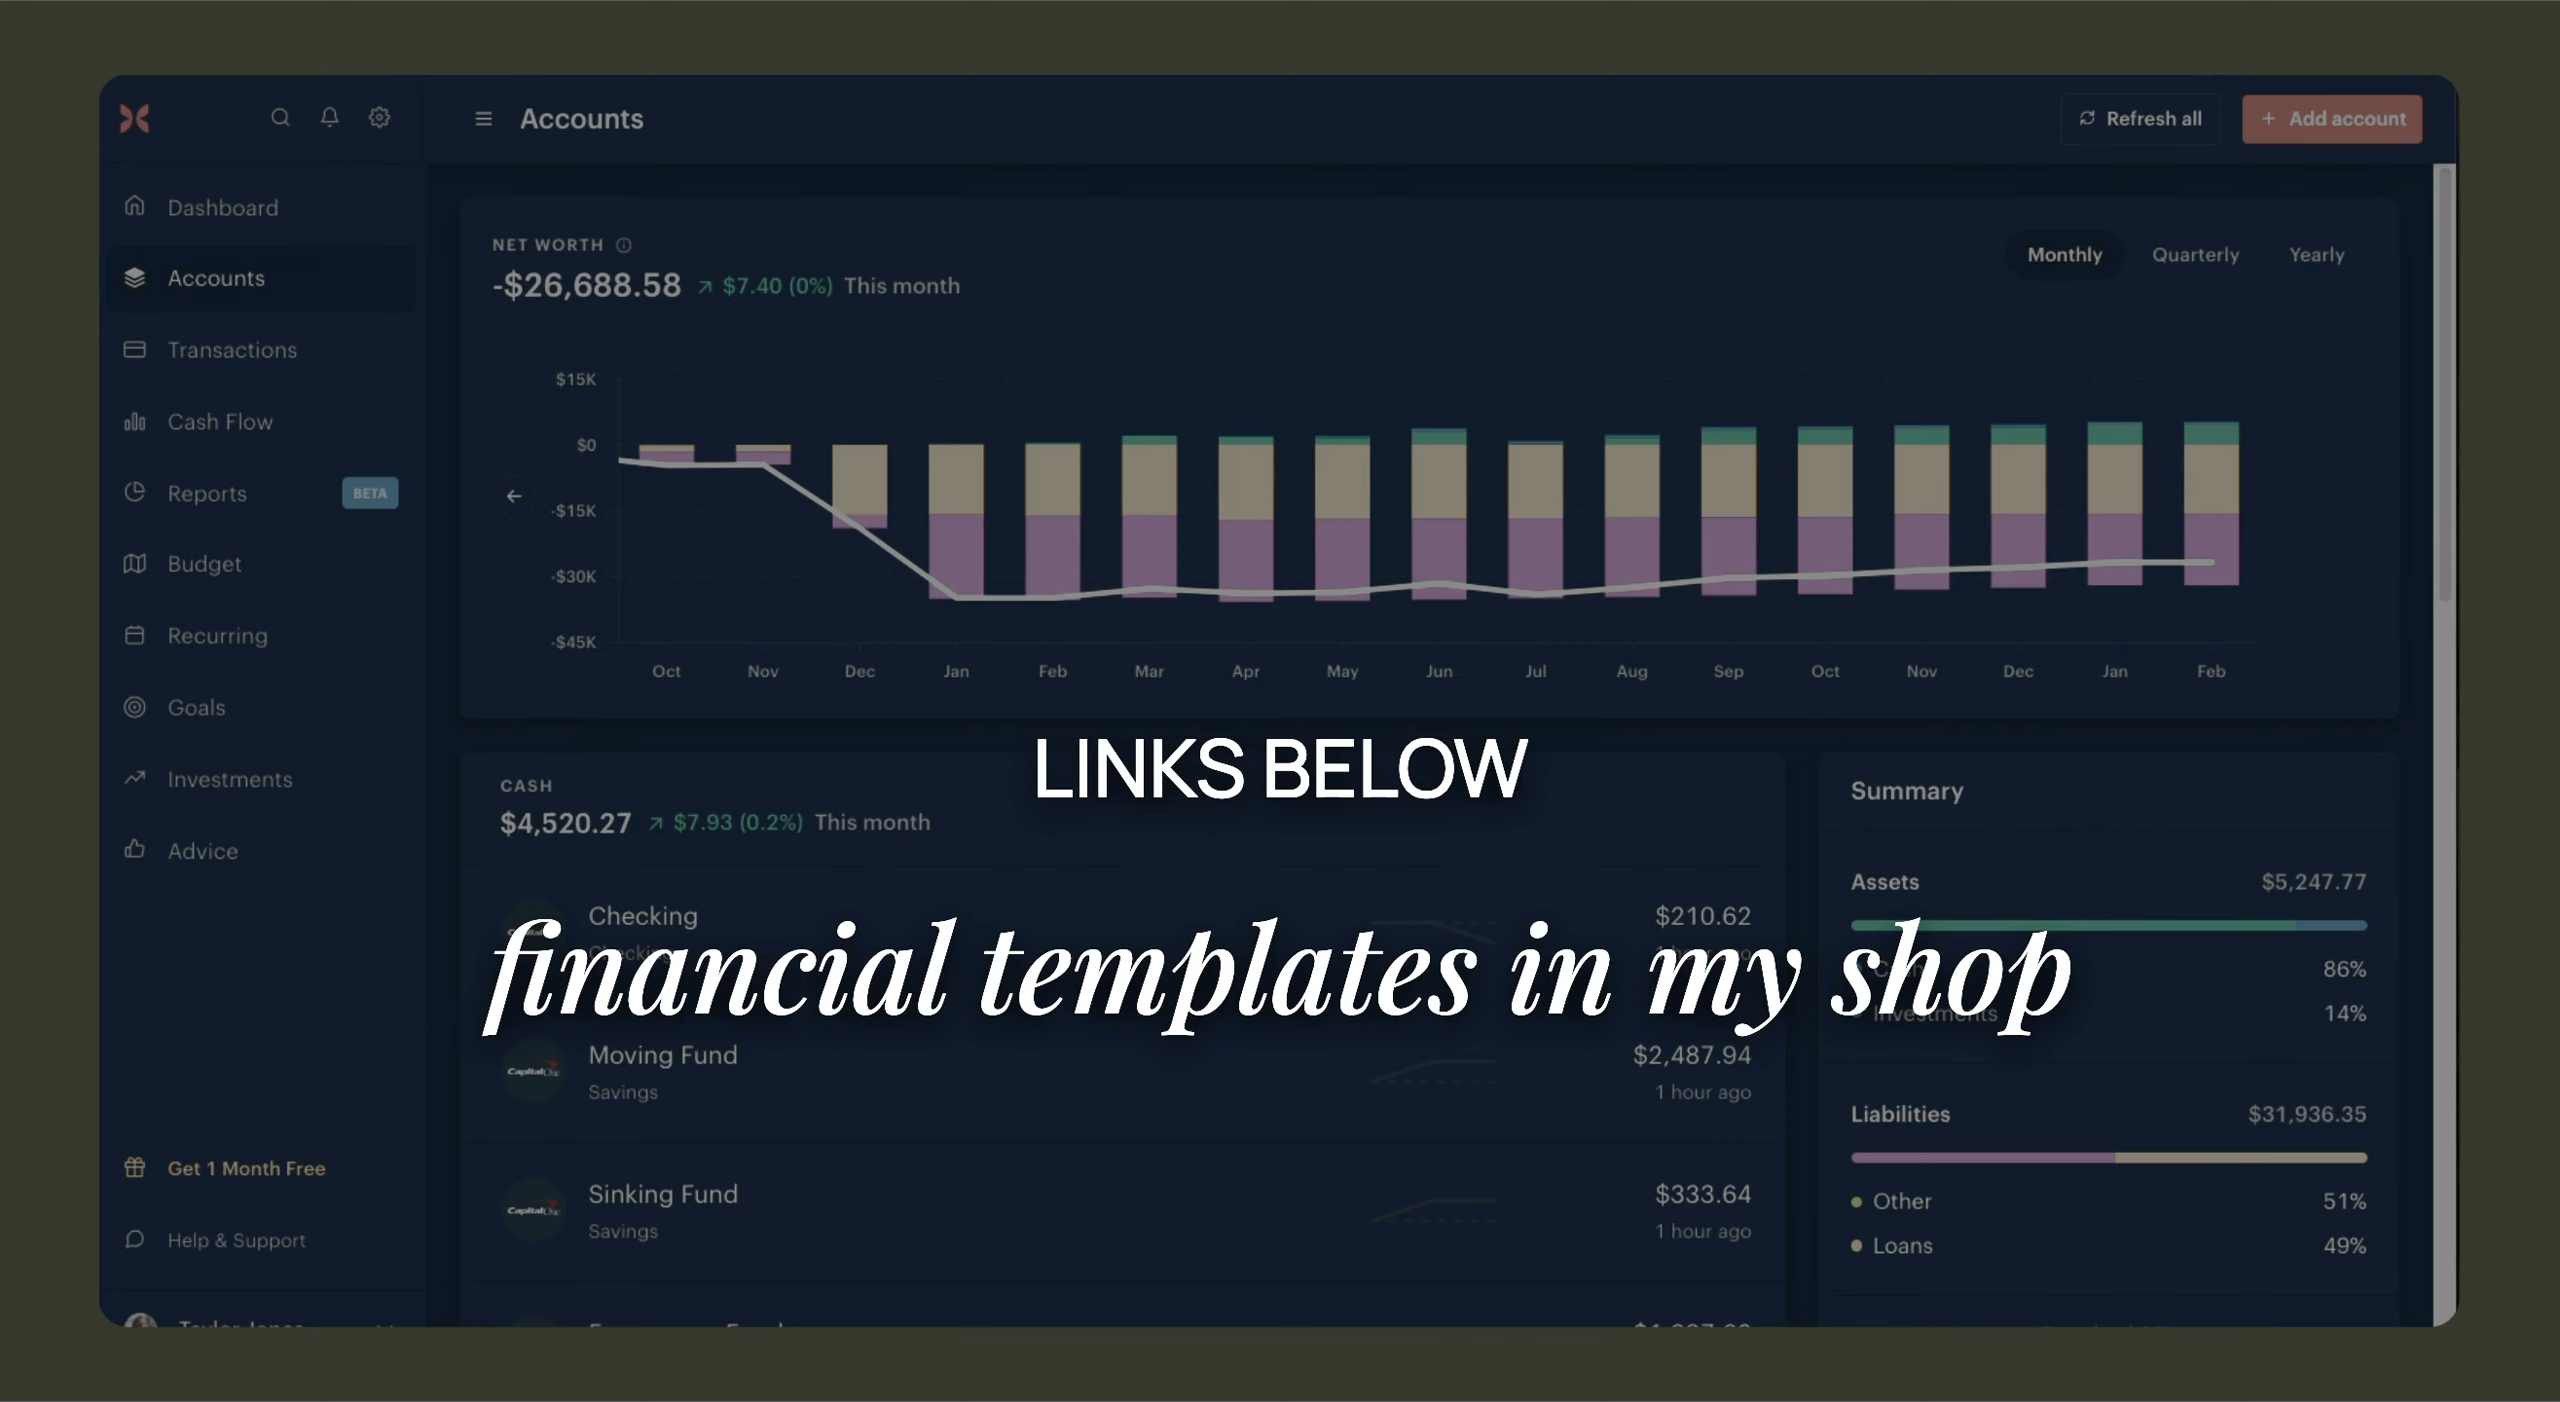 Accounts
Refresh all
+ Add account
Dashboard
Accounts
Transactions
Cash Flow
Reports BETA
Budget
Recurring
Goals
Investments
Advice
Get 1 Month Free
Help & Support
NET WORTH
-$26,688.58 $7.40 (0%) This month
Monthly Quarterly Yearly
$15K
$0
-$15K
-$30K
-$45K
Oct Nov Dec Jan Feb Mar Apr May Jun Jul Aug Sep Oct Nov Dec Jan Feb
LINKS BELOW
financial templates in my shop
CASH
$4,520.27 $7.93 (0.2%) This month
Checking $210.62
Moving Fund $2,487.94
CapitalOne
Savings 1 hour ago
Sinking Fund $333.64
CapitalOne
Savings 1 hour ago
Summary
Assets $5,247.77
86%
Investments 14%
Liabilities $31,936.35
Other 51%
Loans 49%